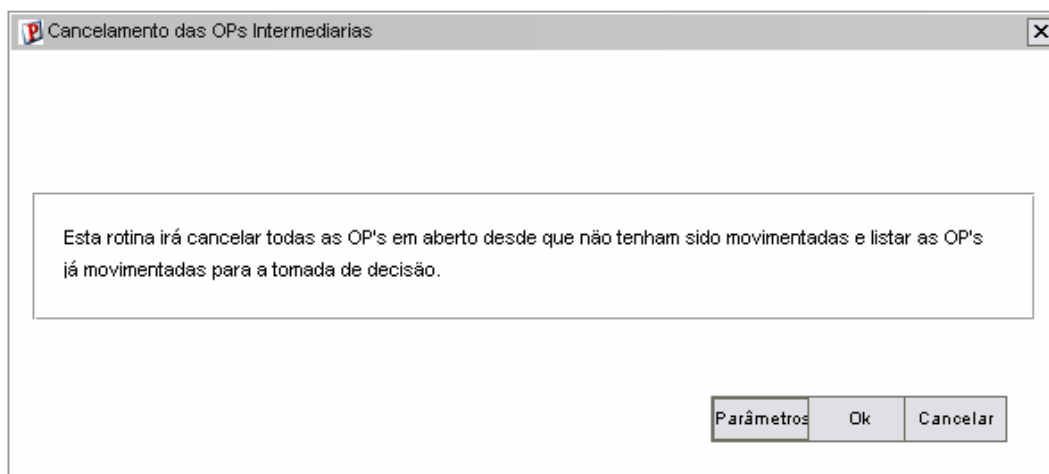 Cancelamento das OPs Intermediarias
Esta rotina irá cancelar todas as OP's em aberto desde que não tenham sido movimentadas e listar as OP's
já movimentadas para a tomada de decisão.
Parâmetros Ok Cancelar